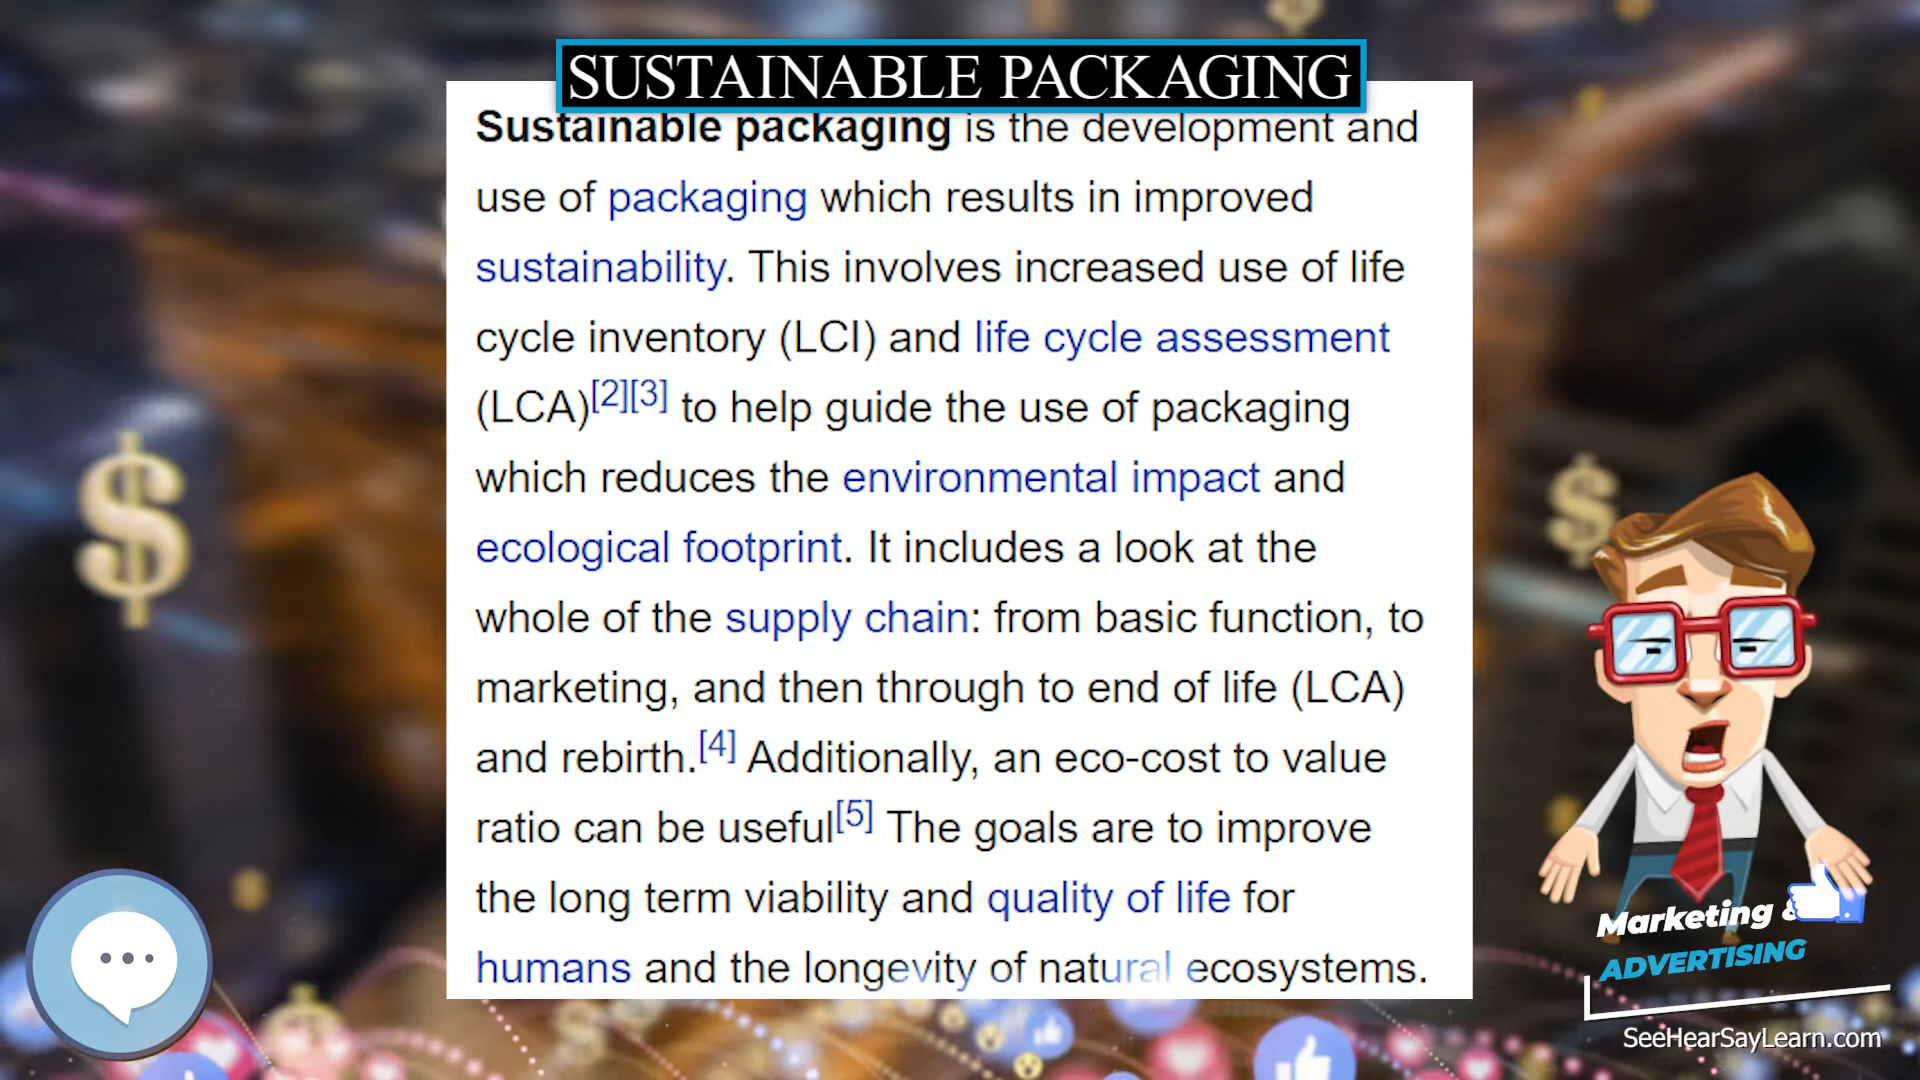 SUSTAINABLE PACKAGING
Sustainable packaging is the development and
use of packaging which results in improved
sustainability. This involves increased use of life
cycle inventory (LCI) and life cycle assessment
(LCA)[2][3] to help guide the use of packaging
which reduces the environmental impact and
ecological footprint. It includes a look at the
whole of the supply chain: from basic function, to
marketing, and then through to end of life (LCA)
and rebirth.[4] Additionally, an eco-cost to value
ratio can be useful[5] The goals are to improve
the long term viability and quality of life for
humans and the longevity of natural ecosystems.
Marketing &
ADVERTISING
SeeHearSayLearn.com